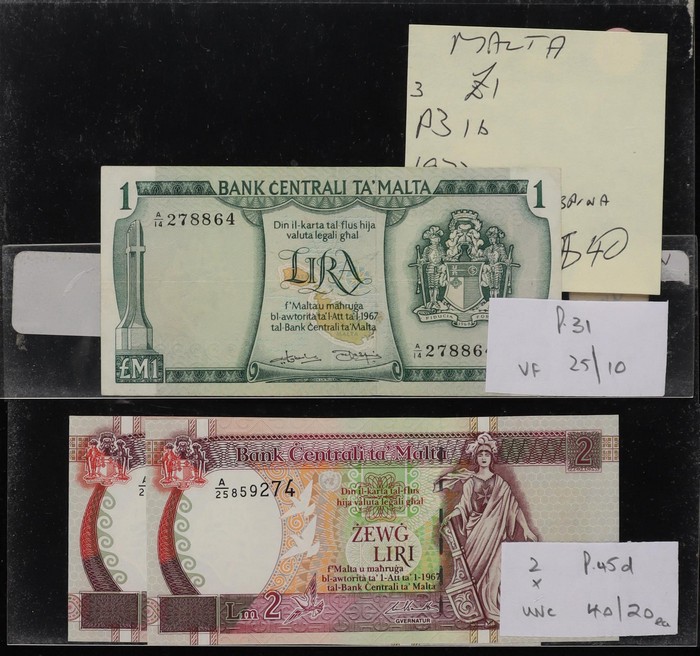 MALTA
3 £1
P31b
$40
1 BANK ĊENTRALI TA' MALTA 1
A/14 278864
Din il-karta tal-flus hija
valuta legali għal
LIRA
f'Malta u maħruġa
bl-awtorita ta' l-Att ta' l-1967
tal-Bank Ċentrali ta' Malta
A/14 278864
£M1
P.31
VF 25/10
Bank Ċentrali ta' Malta 2
A/25 859274
Din il-karta tal-flus
hija valuta legali għal
ŻEWĠ
LIRI
f'Malta u maħruġa
bl-awtorita ta' l-Att ta' l-1967
tal-Bank Ċentrali ta' Malta
Lm 2
GVERNATUR
2 P.45d
x
UNC 40/20 ea